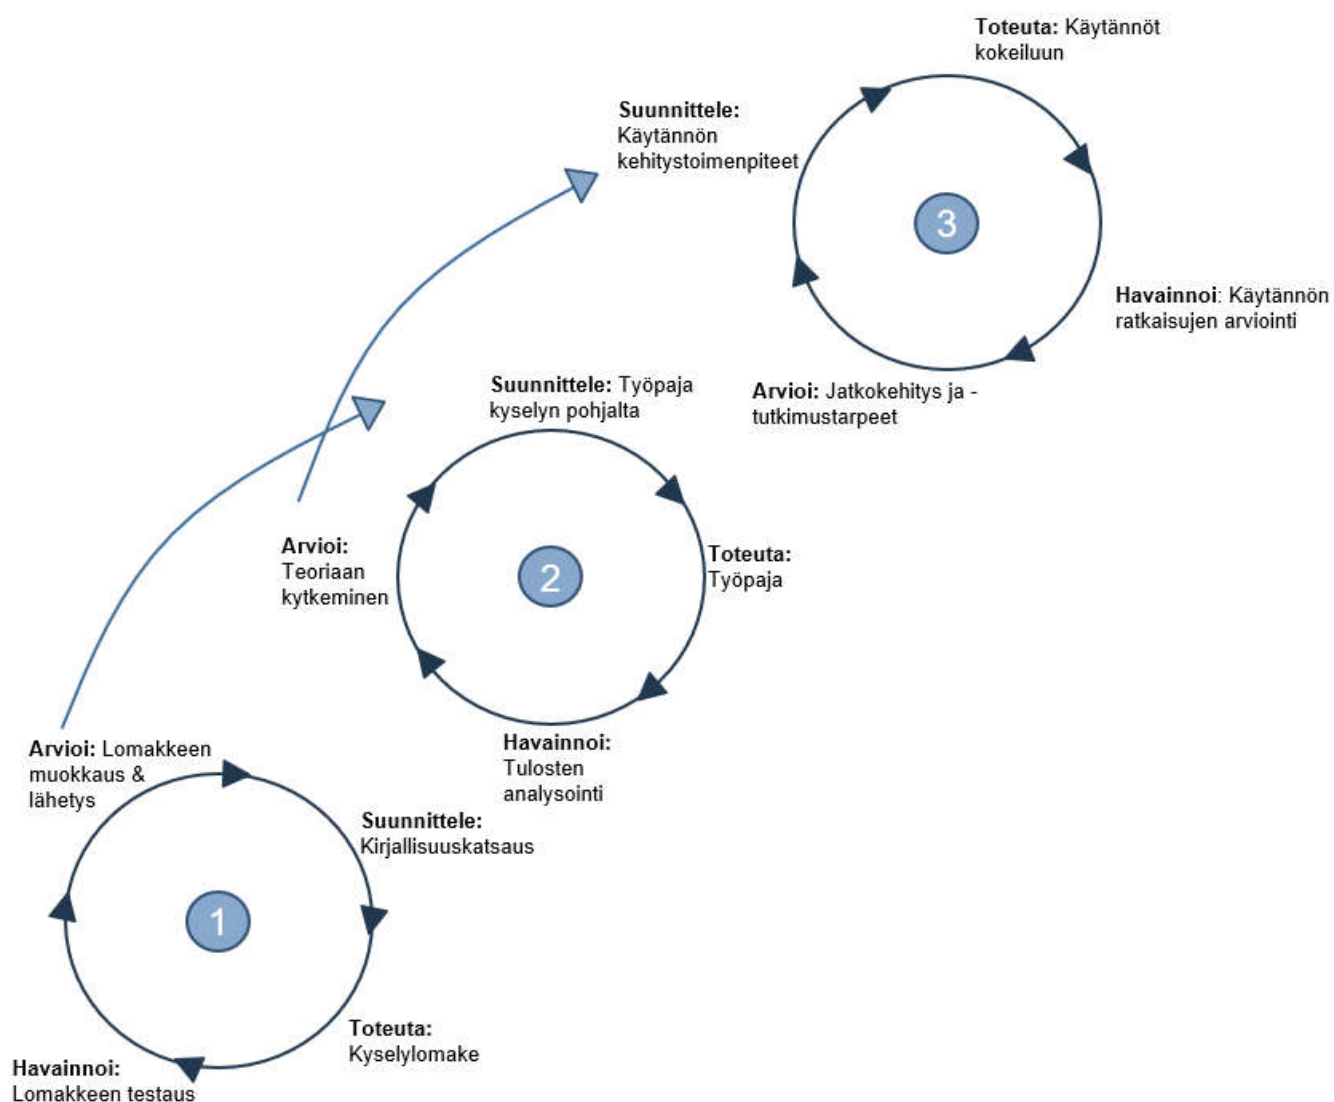 Toteuta: Käytännöt
kokeiluun
Suunnittele:
Käytännön
kehitystoimenpiteet
3
Havainnoi: Käytännön
ratkaisujen arviointi
Arvioi: Jatkokehitys ja -
tutkimustarpeet
Suunnittele: Työpaja
kyselyn pohjalta
Arvioi:
Teoriaan
kytkeminen
2
Toteuta:
Työpaja
Havainnoi:
Tulosten
analysointi
Arvioi: Lomakkeen
muokkaus &
lähetys
Suunnittele:
Kirjallisuuskatsaus
1
Toteuta:
Kyselylomake
Havainnoi:
Lomakkeen testaus